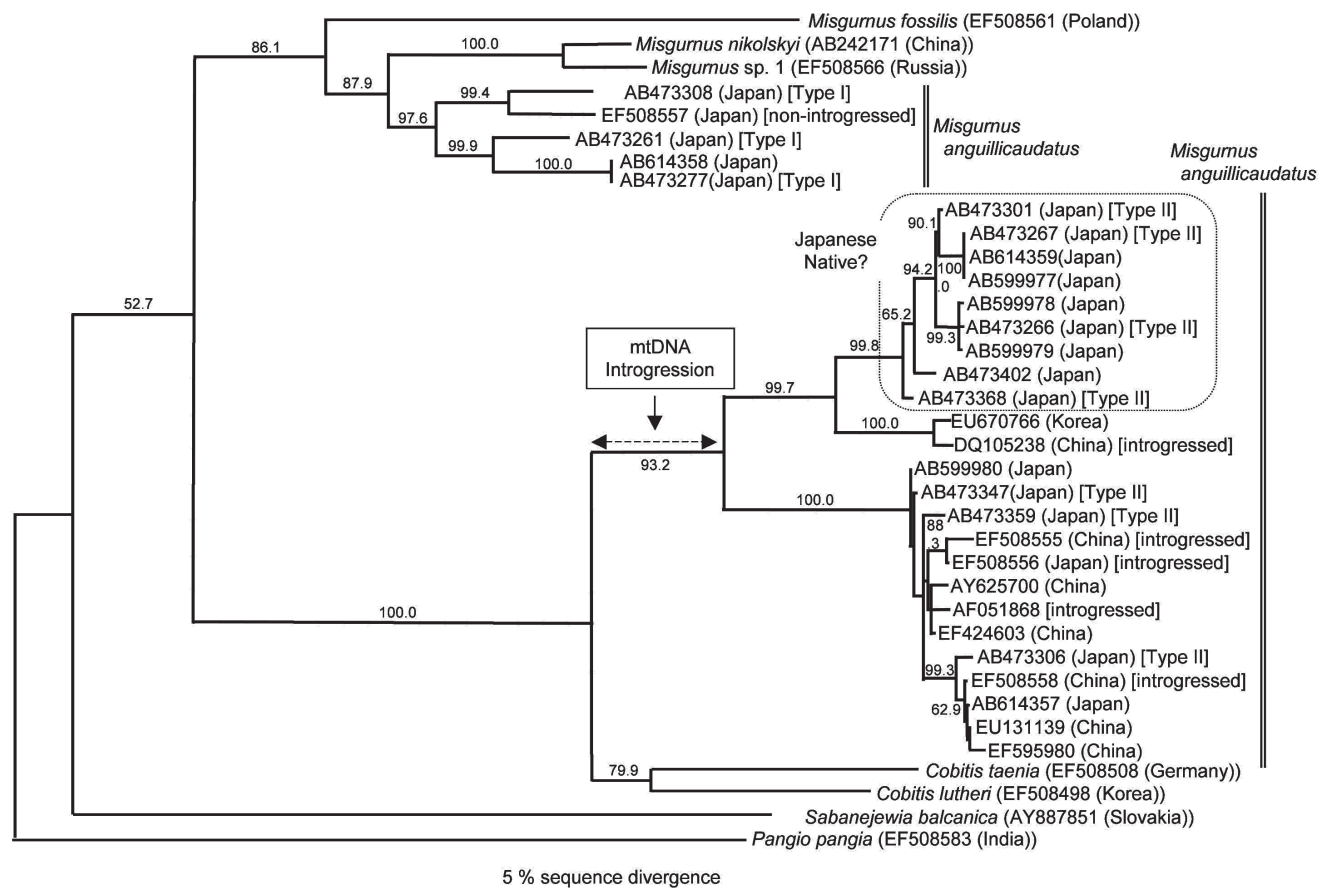 Misgurnus fossilis (EF508561 (Poland))
86.1
100.0
Misgurnus nikolskyi (AB242171 (China))
Misgurnus sp. 1 (EF508566 (Russia))
87.9
99.4
AB473308 (Japan) [Type I]
EF508557 (Japan) [non-introgressed]
97.6
Misgurnus
anguillicaudatus
99.9
AB473261 (Japan) [Type I]
100.0
AB614358 (Japan)
AB473277(Japan) [Type I]
Misgurnus
anguillicaudatus
AB473301 (Japan) [Type II]
90.1
Japanese
Native?
AB473267 (Japan) [Type II]
AB614359(Japan)
94.2
100
.0
AB599977(Japan)
52.7
AB599978 (Japan)
65.2
AB473266 (Japan) [Type II]
99.3
AB599979 (Japan)
mtDNA
Introgression
99.8
AB473402 (Japan)
99.7
AB473368 (Japan) [Type II]
100.0
EU670766 (Korea)
DQ105238 (China) [introgressed]
93.2
AB599980 (Japan)
100.0
AB473347(Japan) [Type II]
AB473359 (Japan) [Type II]
88
.3
EF508555 (China) [introgressed]
EF508556 (Japan) [introgressed]
AY625700 (China)
AF051868 [introgressed]
100.0
EF424603 (China)
AB473306 (Japan) [Type II]
99.3
EF508558 (China) [introgressed]
62.9
AB614357 (Japan)
EU131139 (China)
EF595980 (China)
79.9
Cobitis taenia (EF508508 (Germany))
Cobitis lutheri (EF508498 (Korea))
Sabanejewia balcanica (AY887851 (Slovakia))
Pangio pangia (EF508583 (India))
5 % sequence divergence